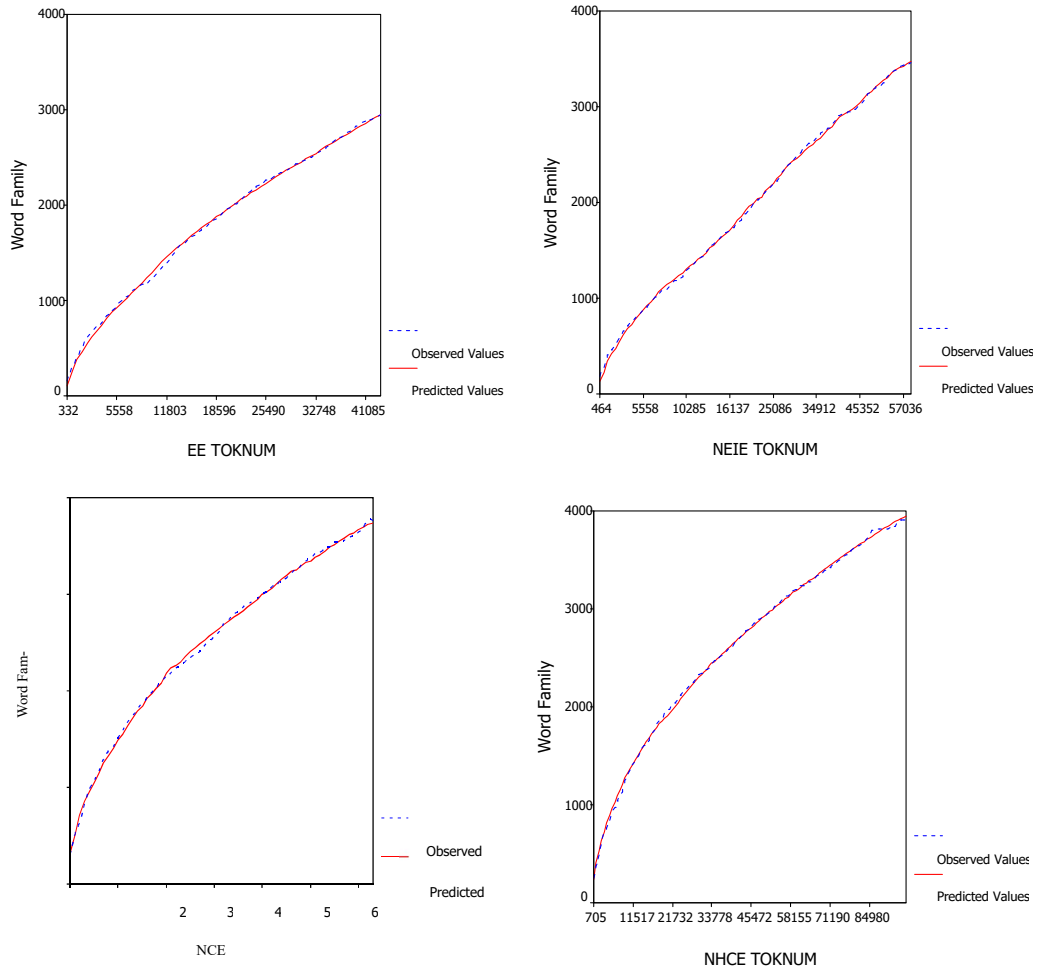 4000
3000
2000
1000
0
Word Family
332 5558 11803 18596 25490 32748 41085
EE TOKNUM
Observed Values
Predicted Values
4000
3000
2000
1000
0
Word Family
464 5558 10285 16137 25086 34912 45352 57036
NEIE TOKNUM
Observed Values
Predicted Values
Word Fam-
2 3 4 5 6
NCE
Observed
Predicted
4000
3000
2000
1000
0
Word Family
705 11517 21732 33778 45472 58155 71190 84980
NHCE TOKNUM
Observed Values
Predicted Values